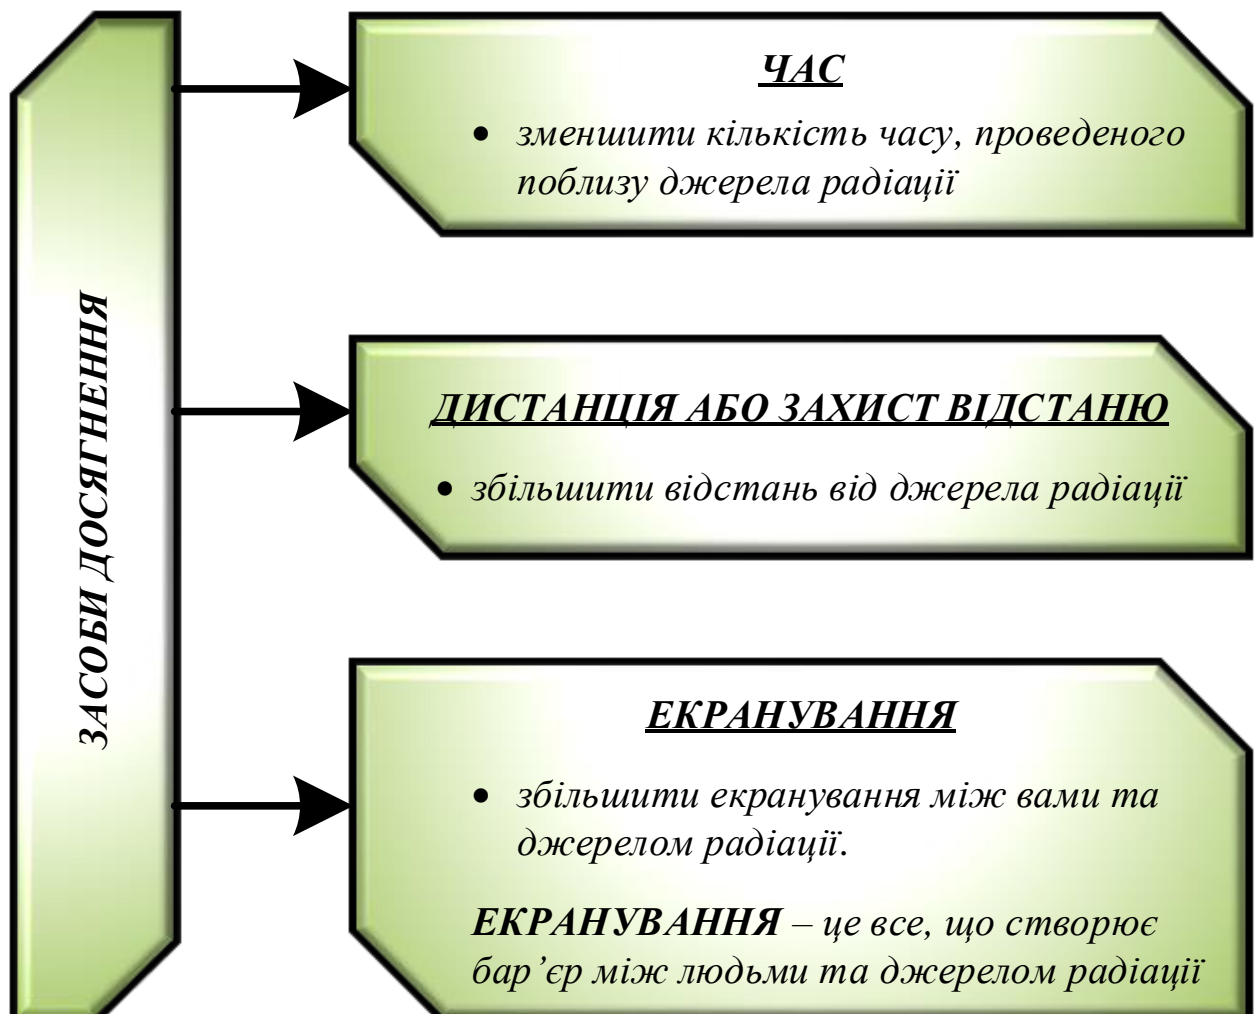 ЗАСОБИ ДОСЯГНЕННЯ
ЧАС
• зменшити кількість часу, проведеного
поблизу джерела радіації
ДИСТАНЦІЯ АБО ЗАХИСТ ВІДСТАНЮ
• збільшити відстань від джерела радіації
ЕКРАНУВАННЯ
• збільшити екранування між вами та
джерелом радіації.
ЕКРАНУВАННЯ – це все, що створює
бар’єр між людьми та джерелом радіації